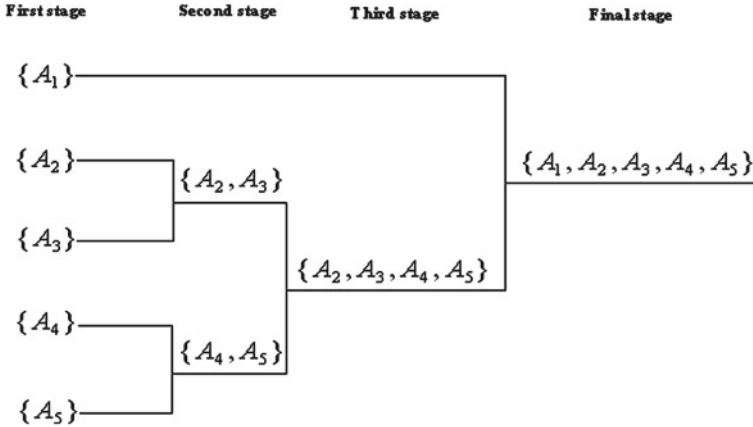 First stage Second stage Third stage Final stage
{A₁}
{A₂}
{A₁, A₂, A₃, A₄, A₅}
{A₂, A₃}
{A₃}
{A₂, A₃, A₄, A₅}
{A₄}
{A₄, A₅}
{A₅}